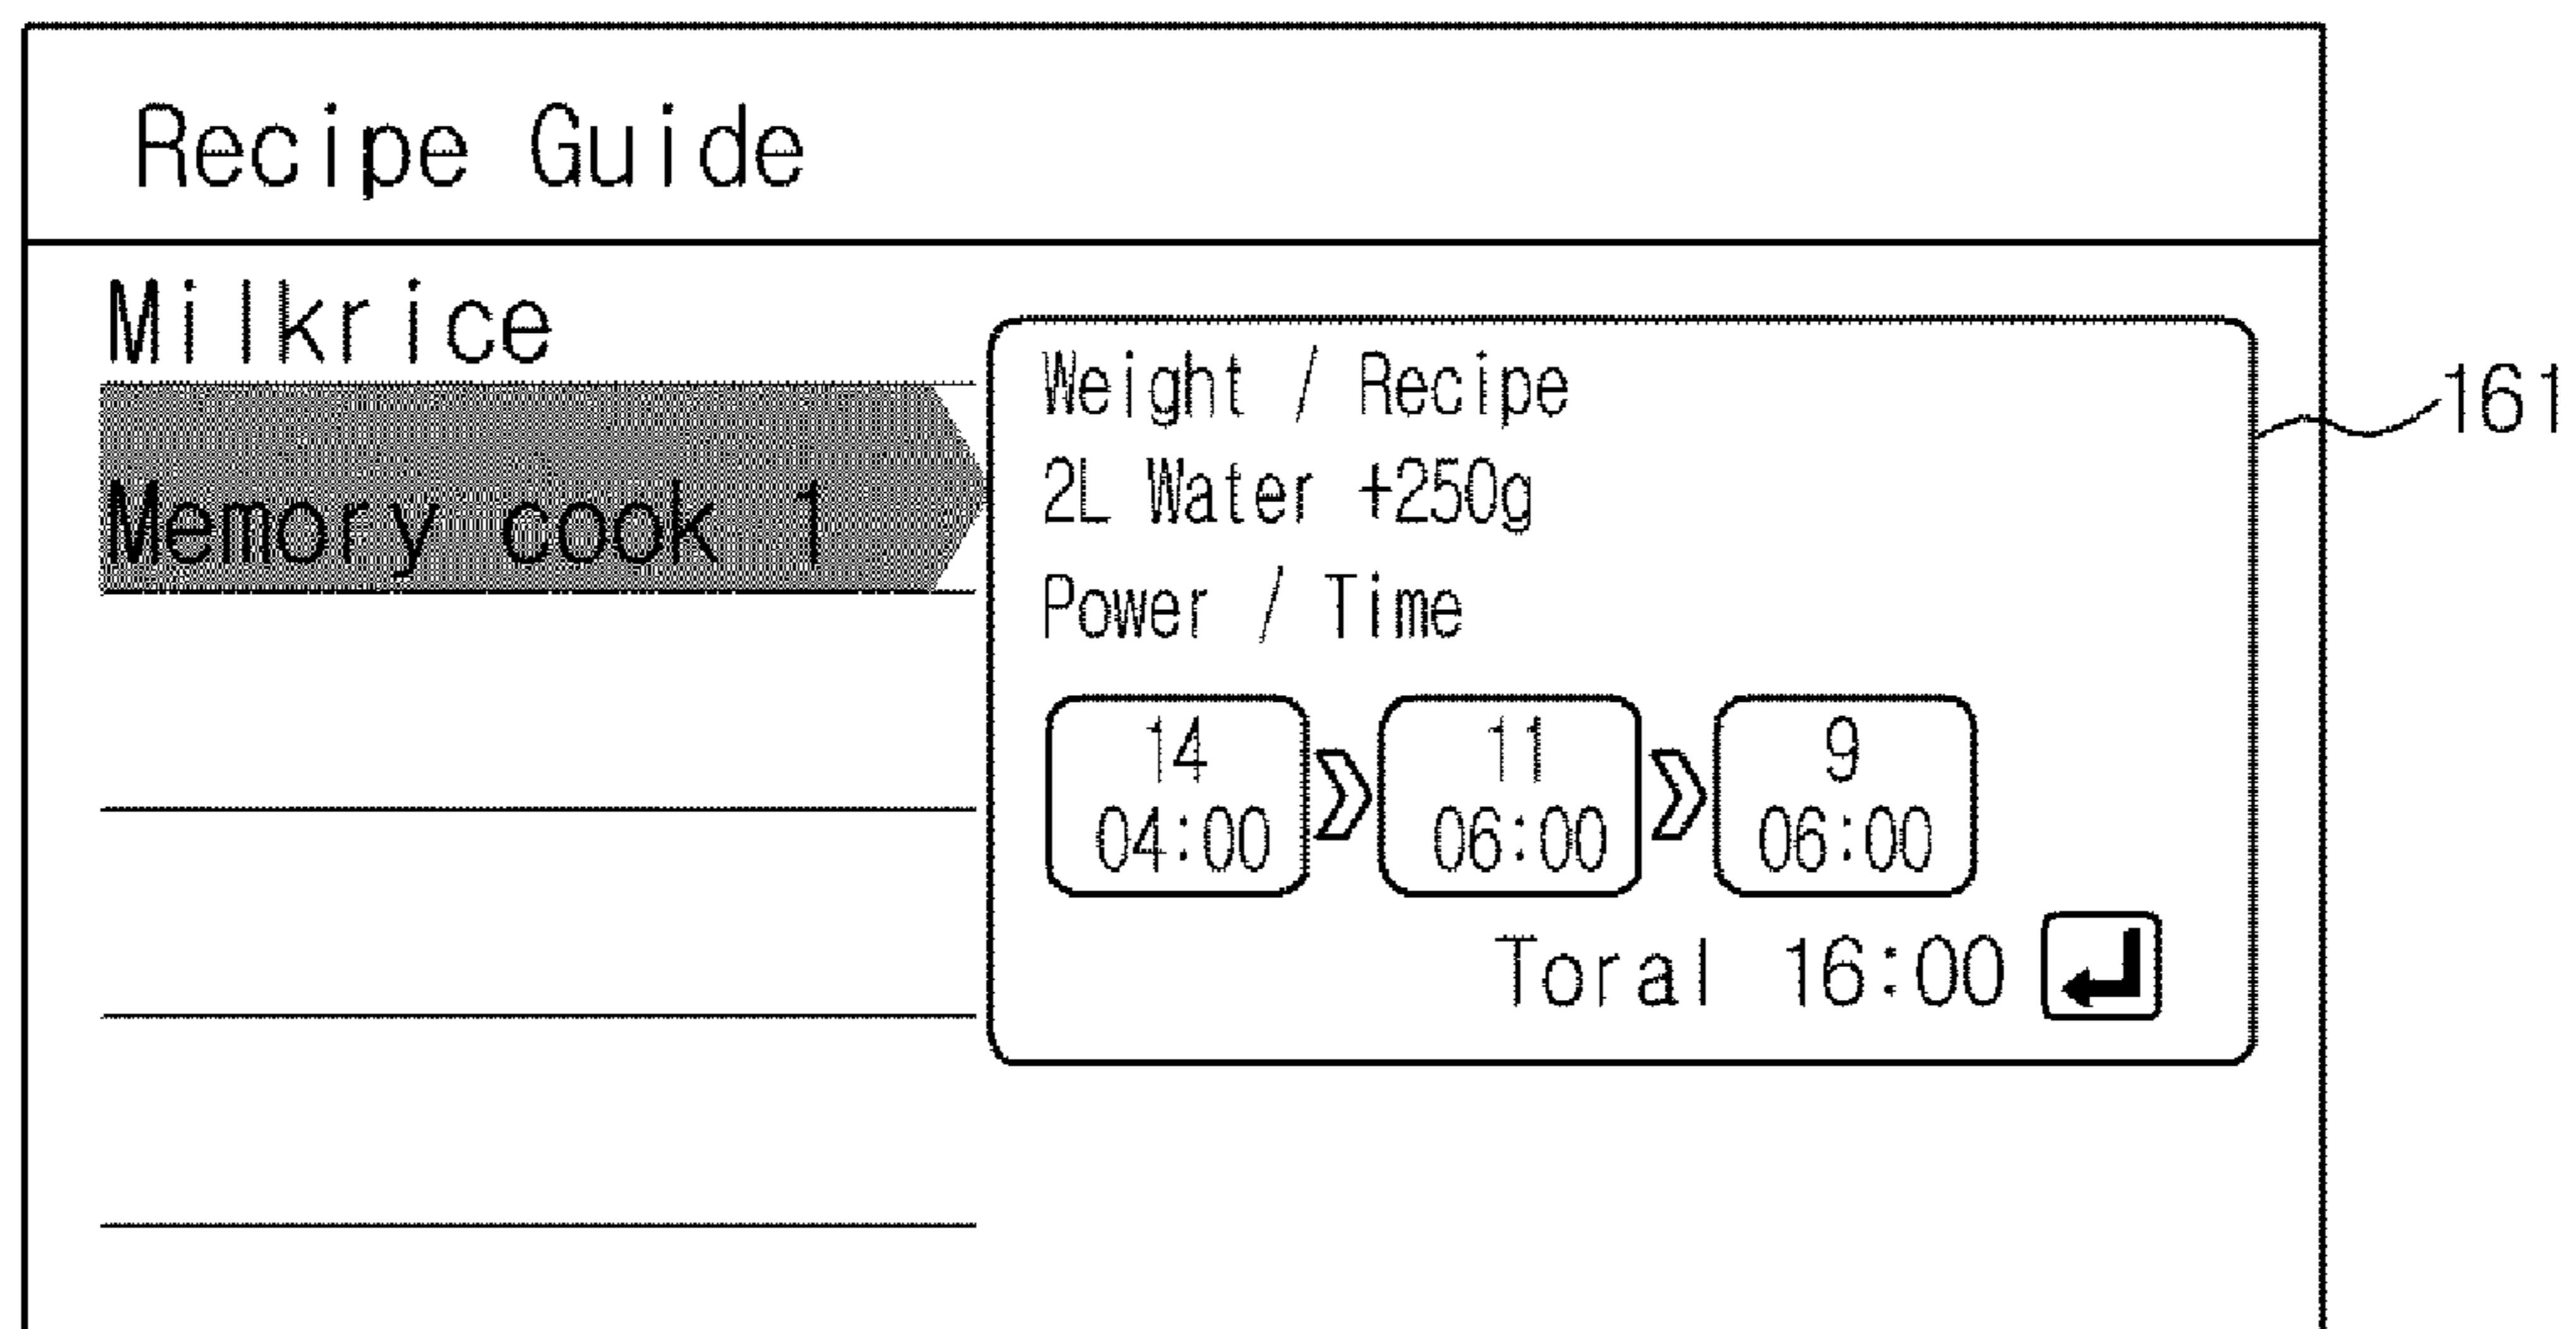 Recipe Guide
Milkrice
Memory cook 1
Weight / Recipe
2L Water +250g
Power / Time
14 11 9
04:00 06:00 06:00
Toral 16:00
161